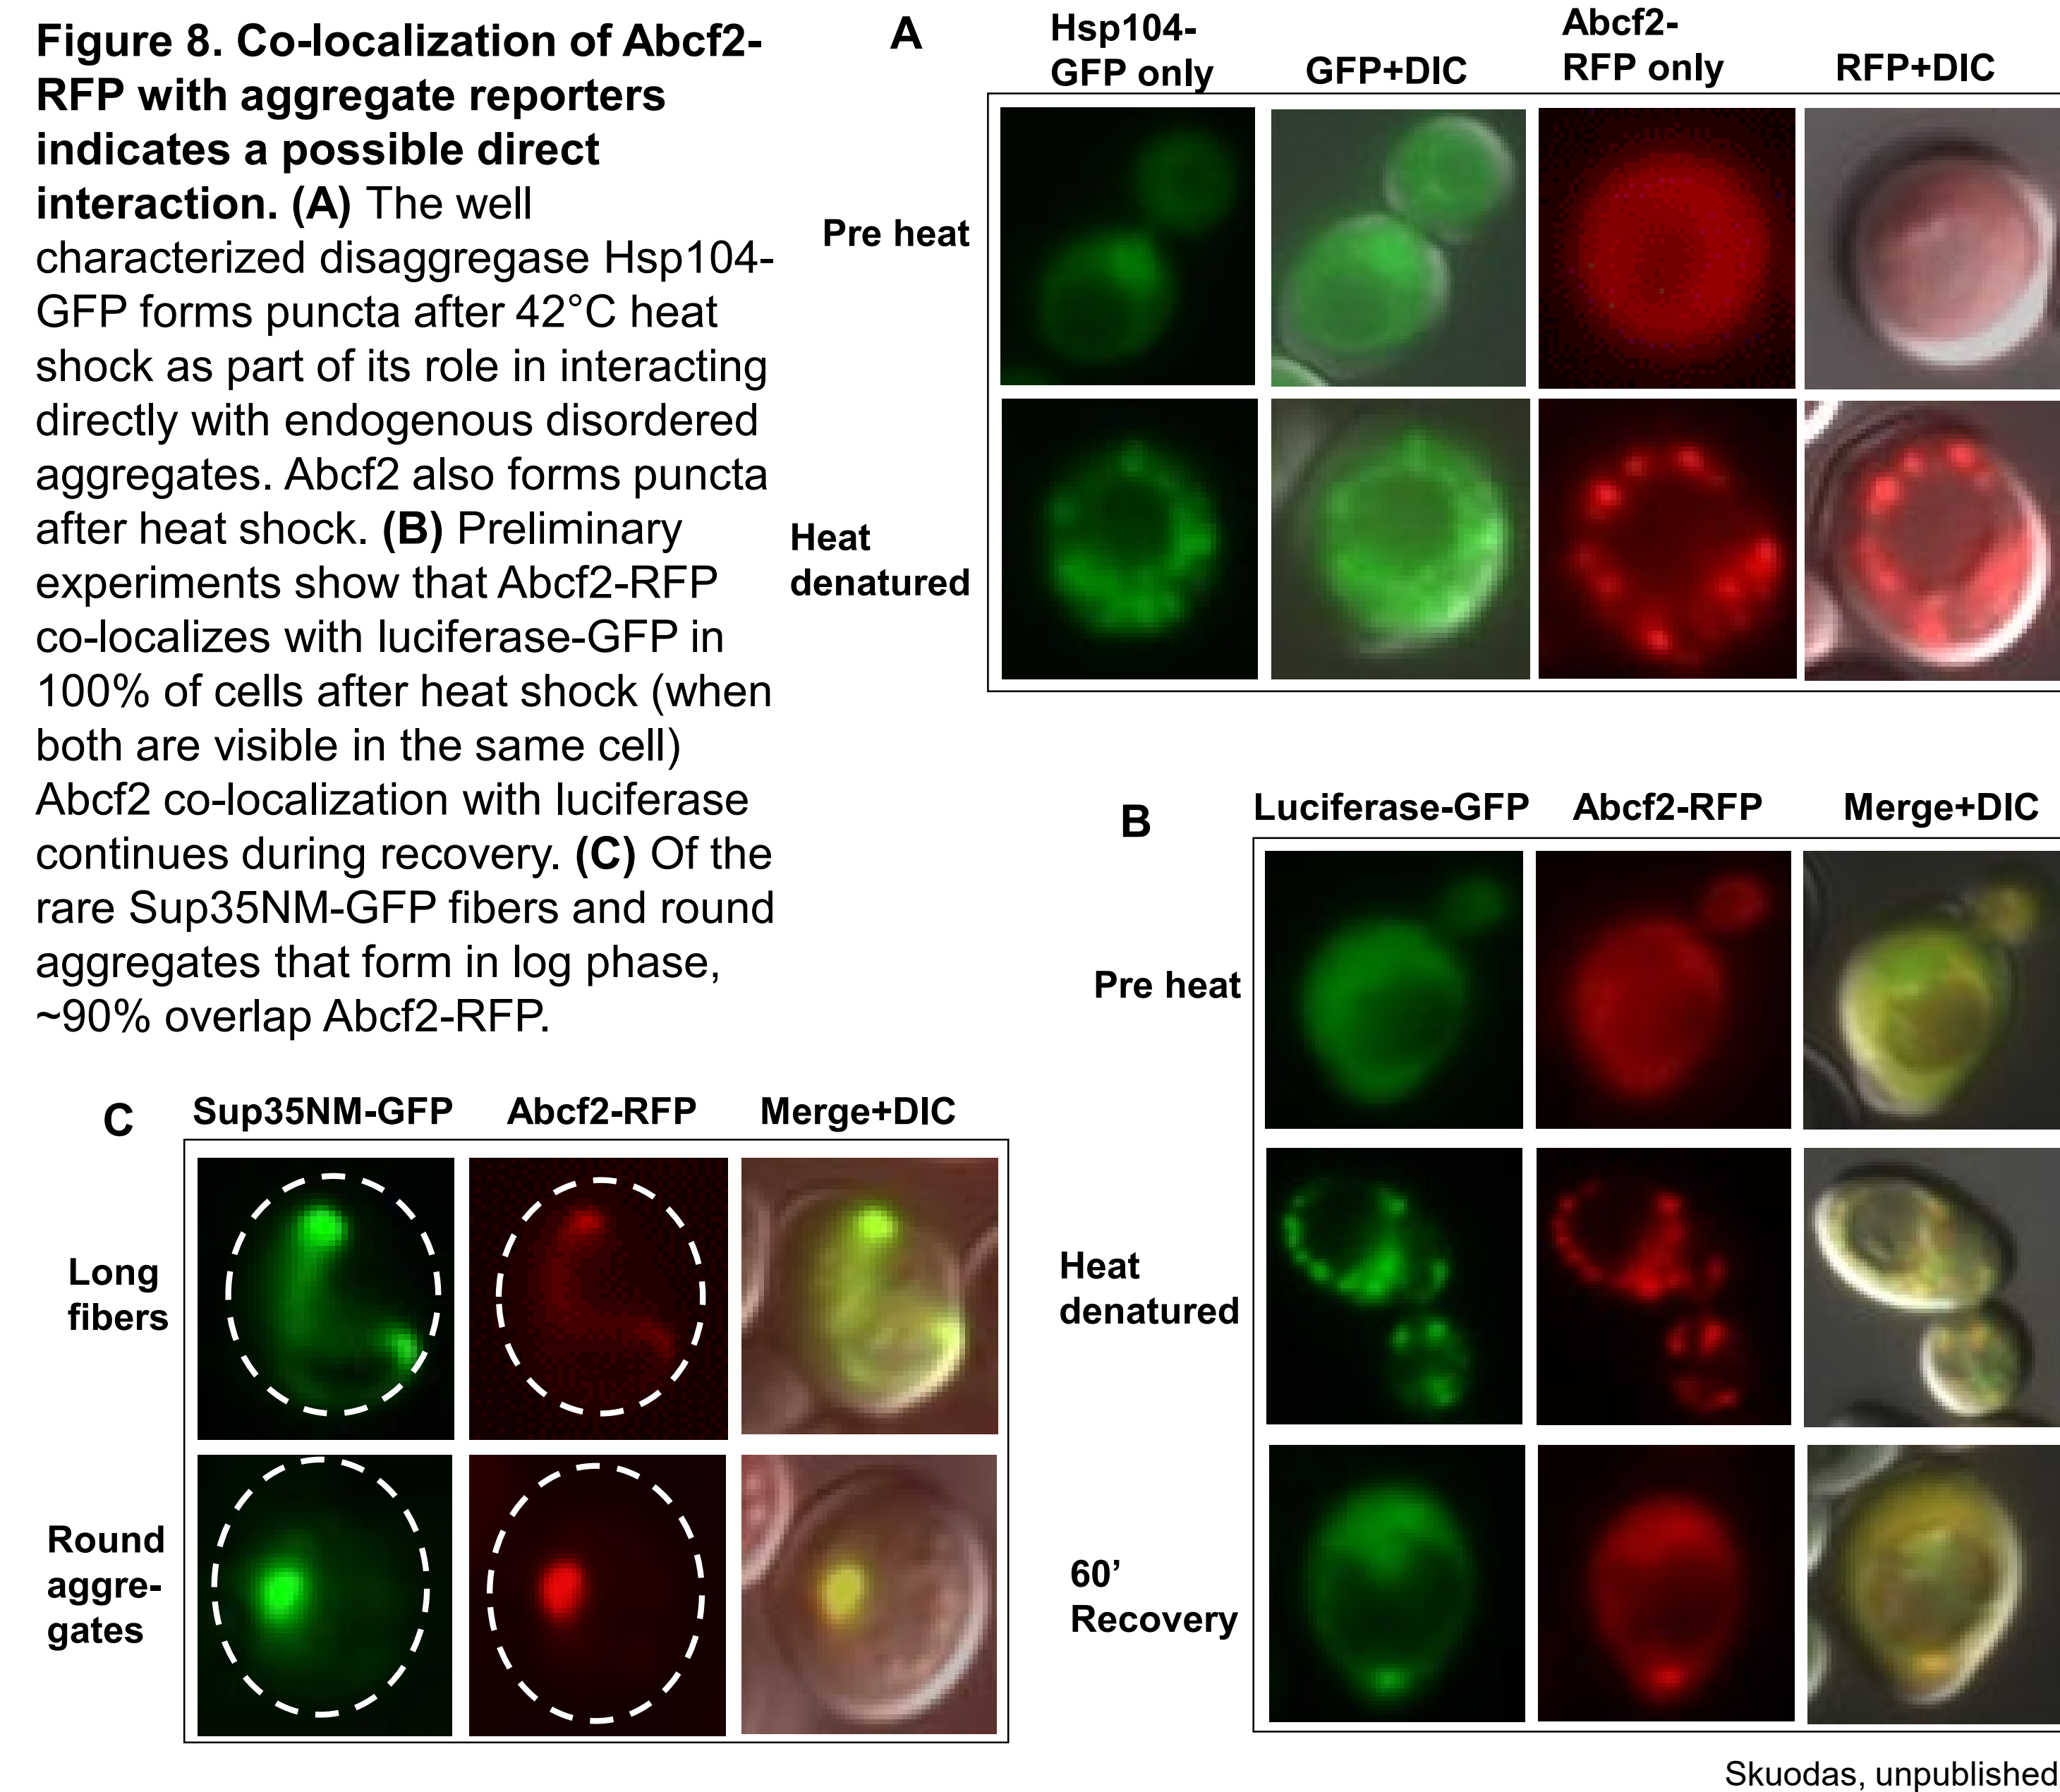 Figure 8. Co-localization of Abcf2-
RFP with aggregate reporters
indicates a possible direct
interaction. (A) The well
characterized disaggregase Hsp104-
GFP forms puncta after 42°C heat
shock as part of its role in interacting
directly with endogenous disordered
aggregates. Abcf2 also forms puncta
after heat shock. (B) Preliminary
experiments show that Abcf2-RFP
co-localizes with luciferase-GFP in
100% of cells after heat shock (when
both are visible in the same cell)
Abcf2 co-localization with luciferase
continues during recovery. (C) Of the
rare Sup35NM-GFP fibers and round
aggregates that form in log phase,
~90% overlap Abcf2-RFP.
A
Hsp104-
GFP only
GFP+DIC
Abcf2-
RFP only
RFP+DIC
Pre heat
Heat
denatured
B
Luciferase-GFP
Abcf2-RFP
Merge+DIC
Pre heat
Heat
denatured
60’
Recovery
C
Sup35NM-GFP
Abcf2-RFP
Merge+DIC
Long
fibers
Round
aggre-
gates
Skuodas, unpublished